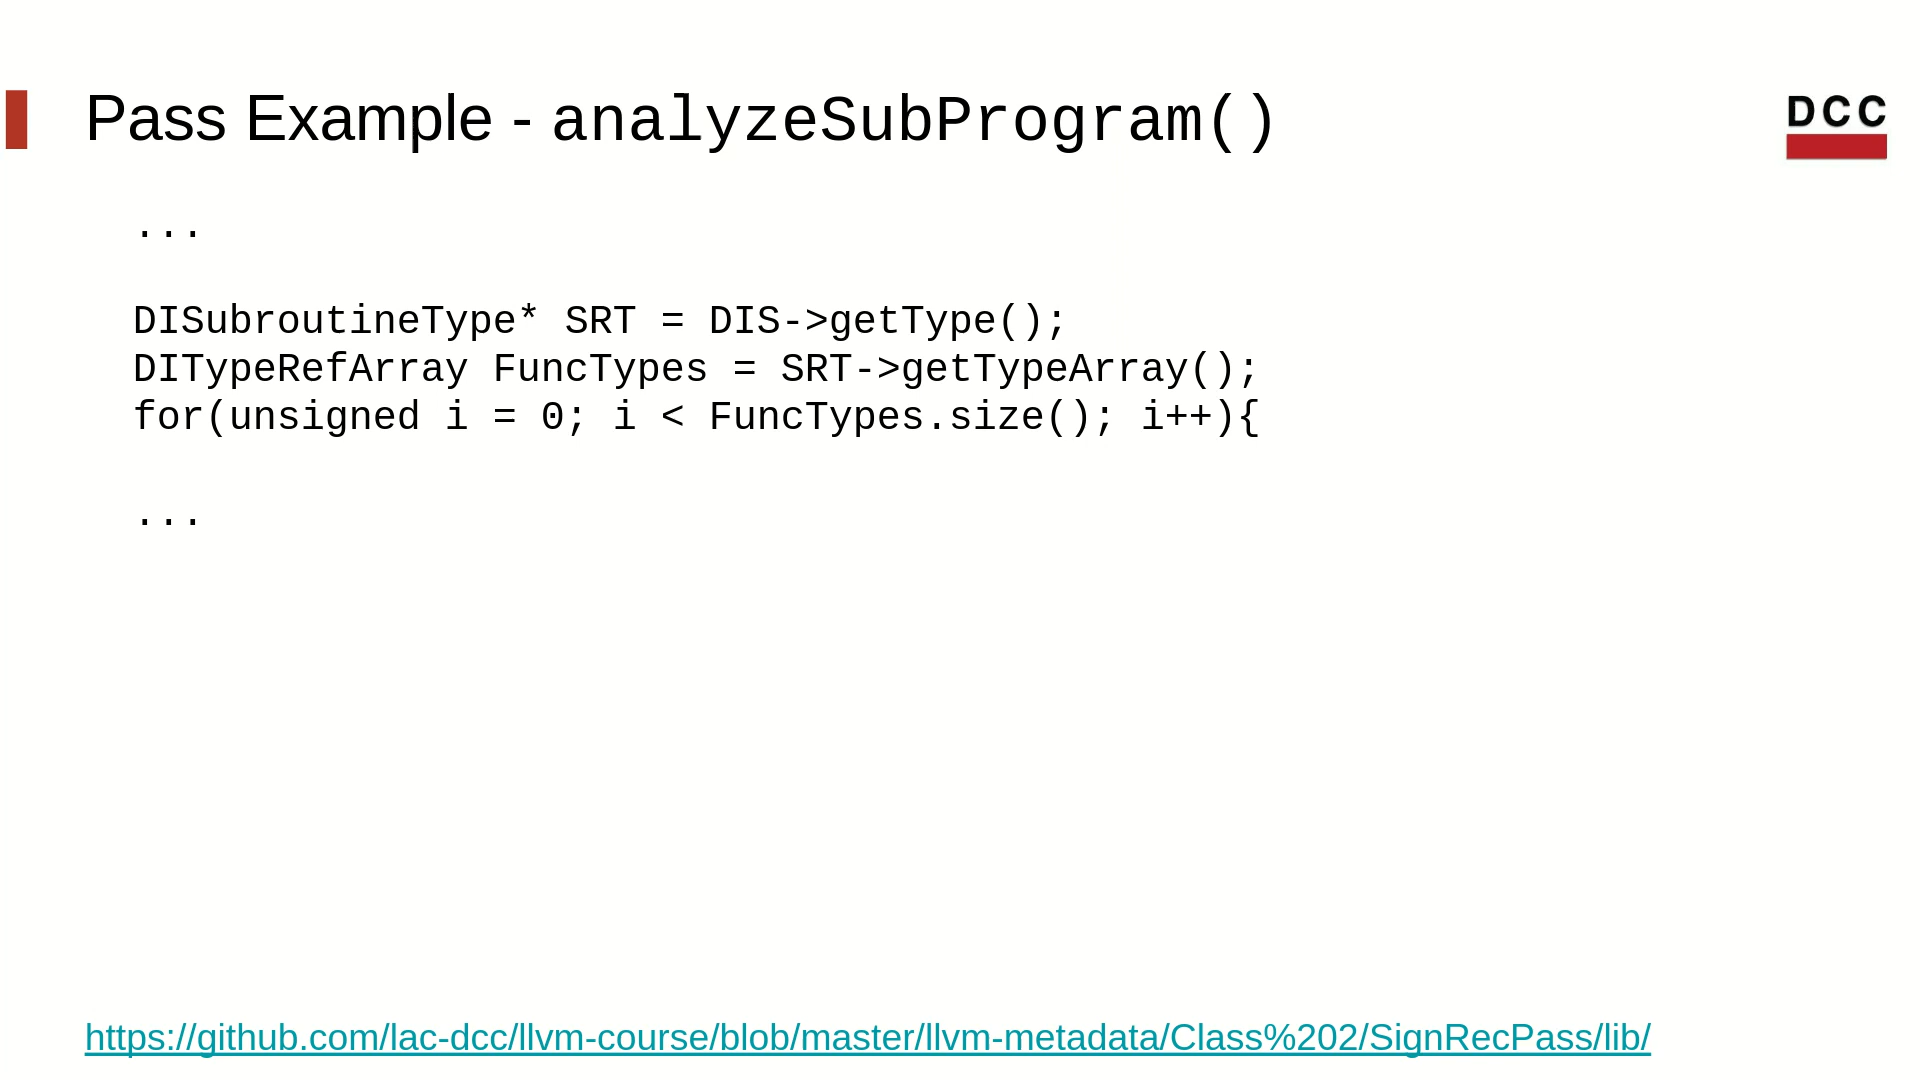 Pass Example - analyzeSubProgram()
DCC
...
DISubroutineType* SRT = DIS->getType();
DITypeRefArray FuncTypes = SRT->getTypeArray();
for(unsigned i = 0; i < FuncTypes.size(); i++){
...
https://github.com/lac-dcc/llvm-course/blob/master/llvm-metadata/Class%202/SignRecPass/lib/